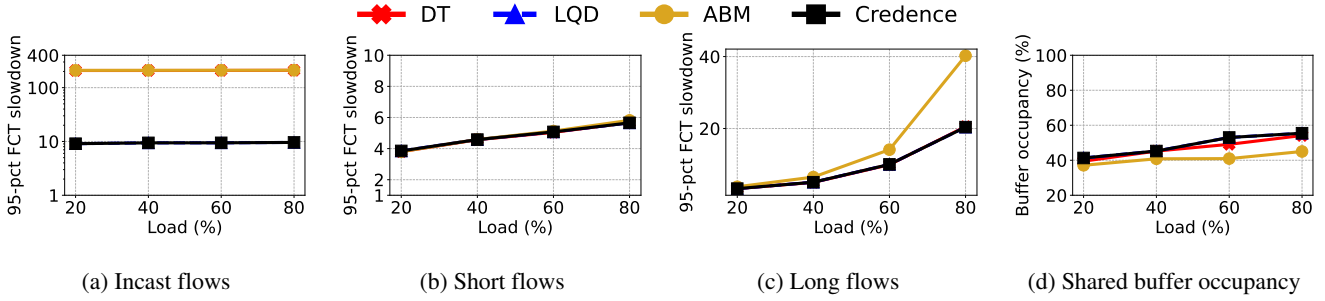 DT LQD ABM Credence
95-pct FCT slowdown
400
100
10
1
20 40 60 80
Load (%)
(a) Incast flows
95-pct FCT slowdown
10
8
6
4
2
1
20 40 60 80
Load (%)
(b) Short flows
95-pct FCT slowdown
40
20
20 40 60 80
Load (%)
(c) Long flows
Buffer occupancy (%)
100
80
60
40
20
20 40 60 80
Load (%)
(d) Shared buffer occupancy